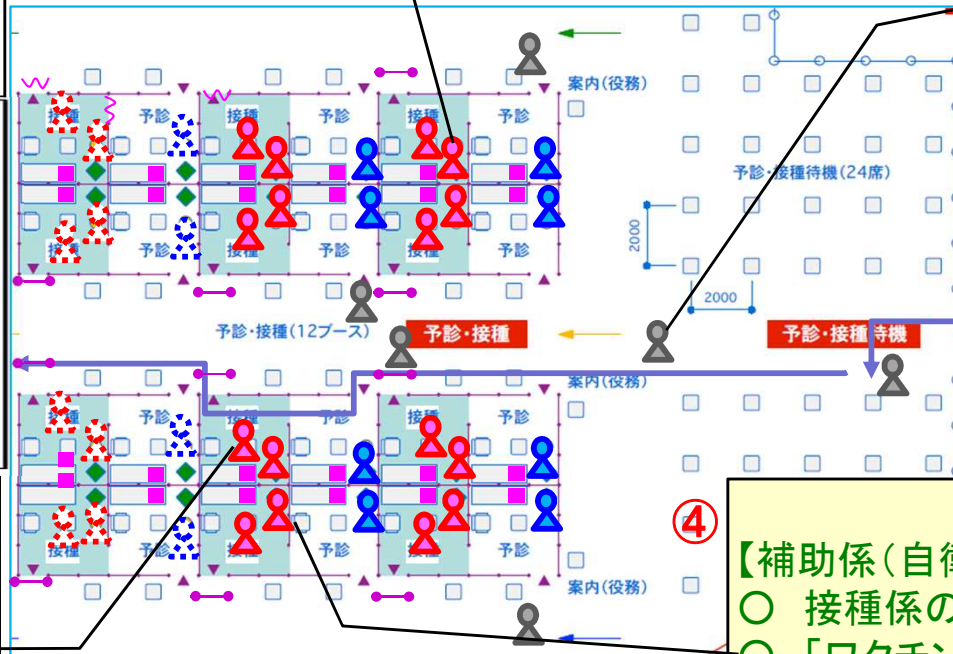 案内(役務)
接種
予診
接種
予診
接種
予診
予診・接種待機(24席)
2000
接種
予診
接種
予診
接種
予診
2000
予診・接種(12ブース)
予診・接種
予診・接種待機
案内(役務)
接種
予診
接種
予診
接種
予診
④
接種
予診
接種
予診
接種
予診
案内(役務)
【補助係(自衛
○ 接種係の
○ 「ワクチン